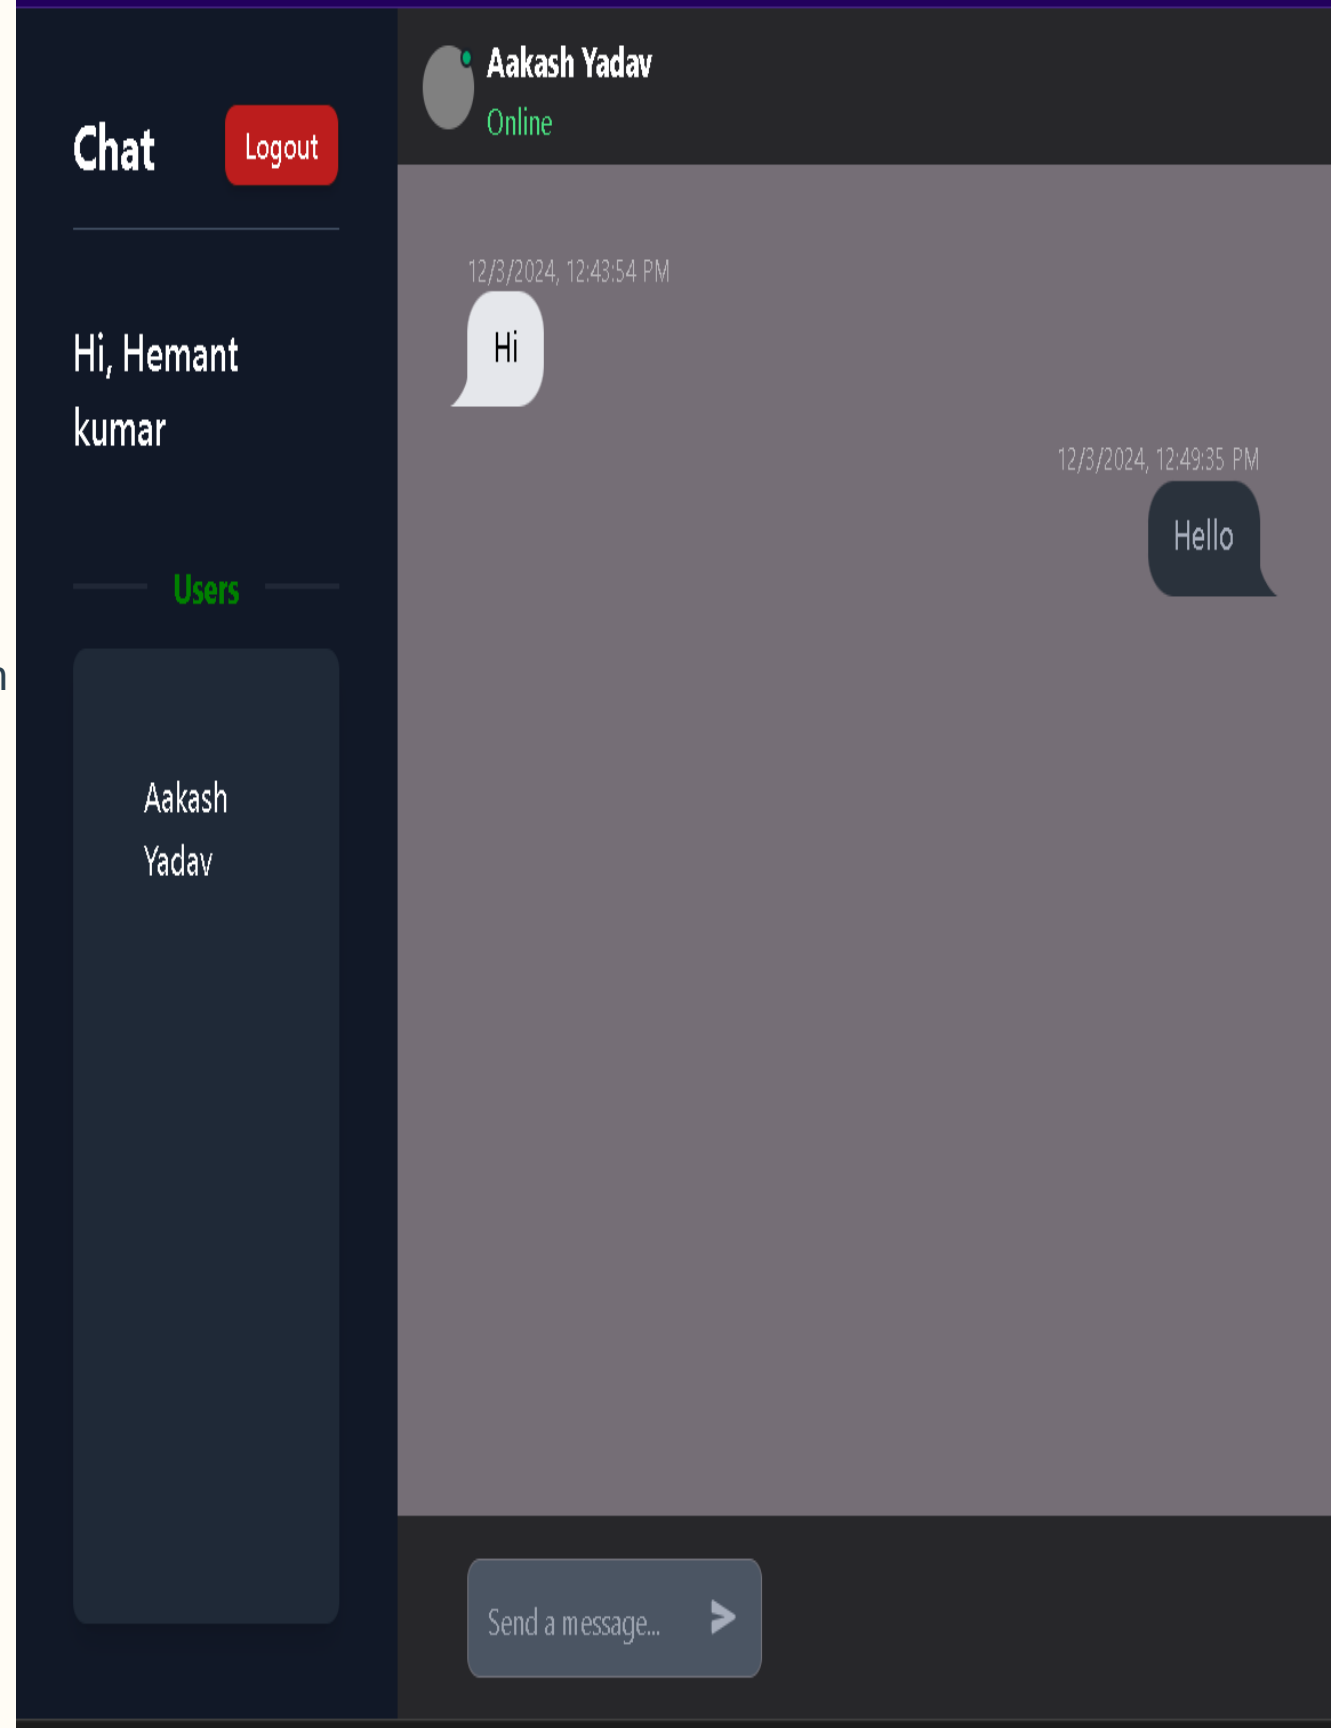 Chat
Logout
Hi, Hemant
kumar
Users
Aakash
Yadav
Aakash Yadav
Online
12/3/2024, 12:43:54 PM
Hi
12/3/2024, 12:49:35 PM
Hello
Send a message...